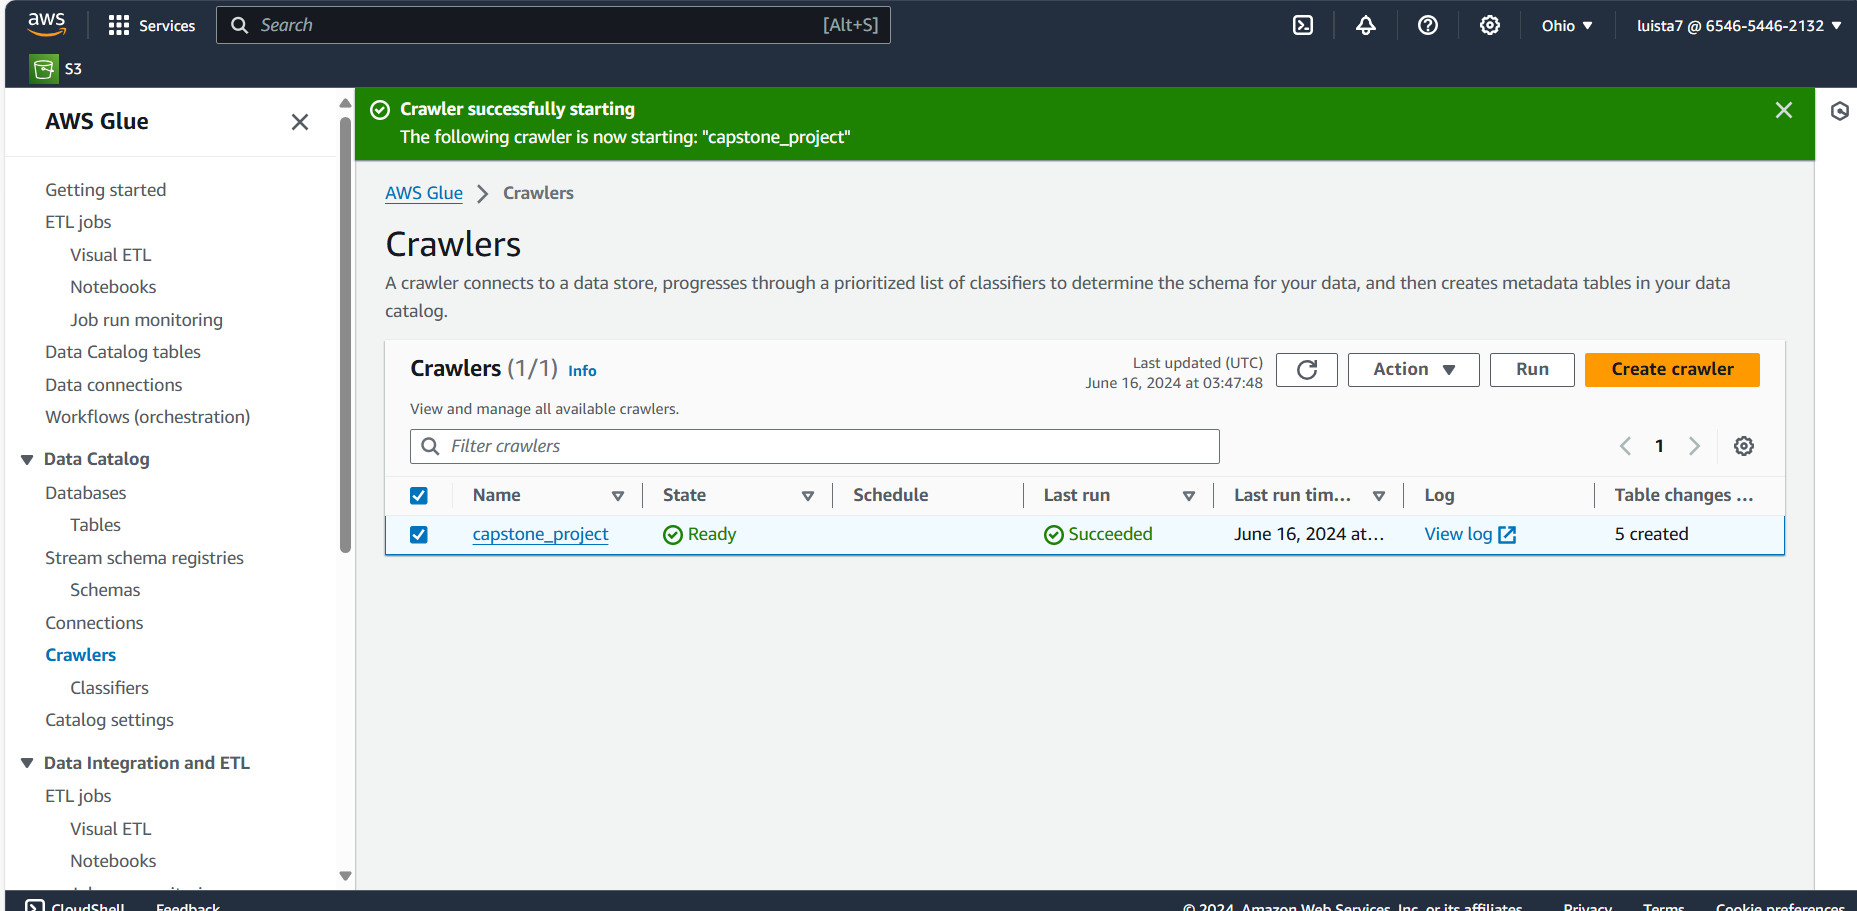 aws
Services
Search
[Alt+S]
Ohio
luista7 @ 6546-5446-2132
S3
AWS Glue
Getting started
ETL jobs
Visual ETL
Notebooks
Job run monitoring
Data Catalog tables
Data connections
Workflows (orchestration)
Data Catalog
Databases
Tables
Stream schema registries
Schemas
Connections
Crawlers
Classifiers
Catalog settings
Data Integration and ETL
ETL jobs
Visual ETL
Notebooks
Crawler successfully starting
The following crawler is now starting: "capstone_project"
AWS Glue
Crawlers
Crawlers
A crawler connects to a data store, progresses through a prioritized list of classifiers to determine the schema for your data, and then creates metadata tables in your data
catalog.
Crawlers (1/1) Info
Last updated (UTC)
June 16, 2024 at 03:47:48
Action
Run
Create crawler
View and manage all available crawlers.
Filter crawlers
1
Name State Schedule Last run Last run tim... Log Table changes ...
capstone_project Ready Succeeded June 16, 2024 at... View log 5 created
CloudShell
Feedback
© 2024, Amazon Web Services, Inc. or its affiliates.
Privacy
Terms
Cookie preferences